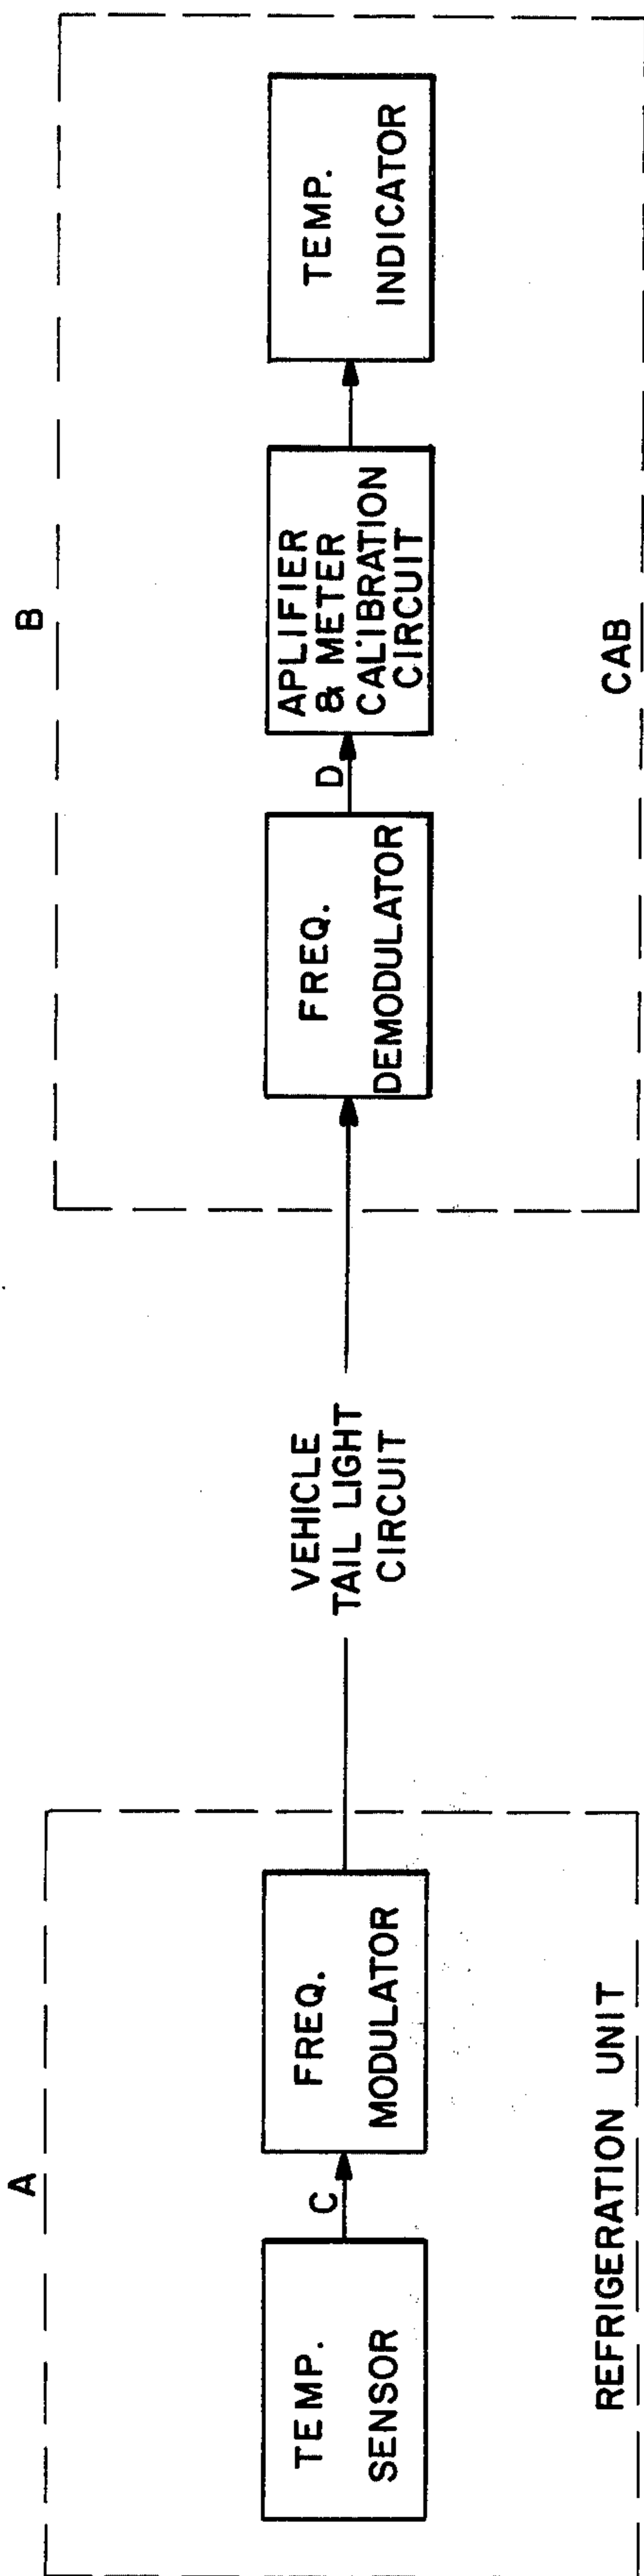 A
TEMP.
SENSOR
C
FREQ.
MODULATOR
REFRIGERATION UNIT
VEHICLE
TAIL LIGHT
CIRCUIT
B
FREQ.
DEMODULATOR
D
APLIFIER
& METER
CALIBRATION
CIRCUIT
TEMP.
INDICATOR
CAB